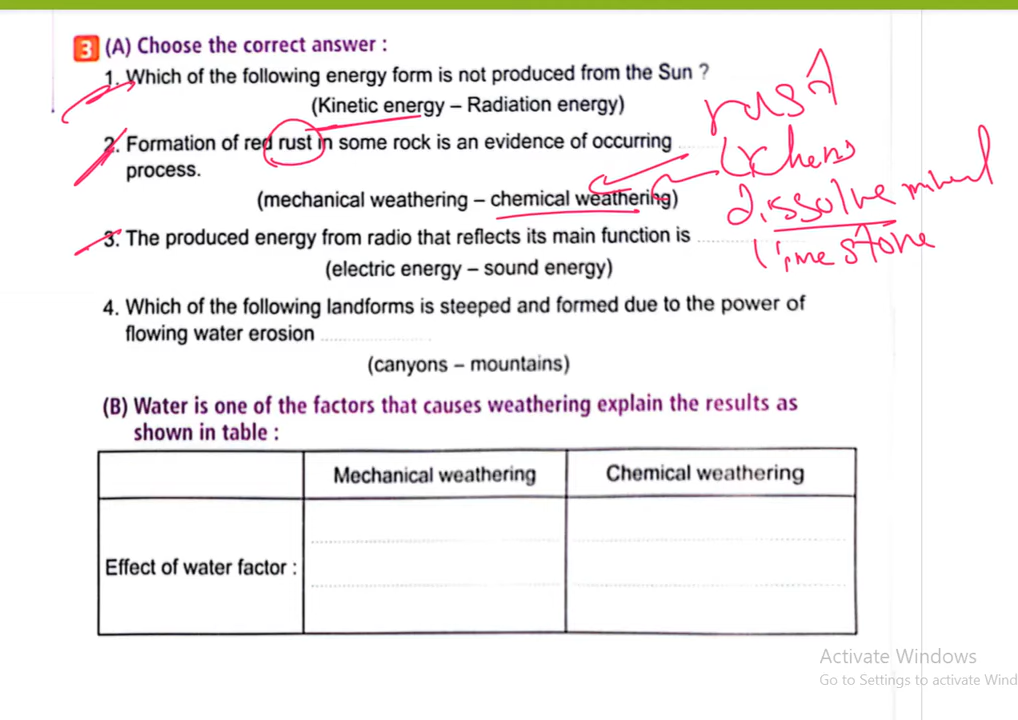 3 (A) Choose the correct answer :
1. Which of the following energy form is not produced from the Sun ?
(Kinetic energy – Radiation energy)
rust
2. Formation of red rust in some rock is an evidence of occurring ..........
process.
lichens
(mechanical weathering – chemical weathering)
dissolve mineral
3. The produced energy from radio that reflects its main function is ..........
limestone
(electric energy – sound energy)
4. Which of the following landforms is steeped and formed due to the power of
flowing water erosion ..........
(canyons – mountains)
(B) Water is one of the factors that causes weathering explain the results as
shown in table :
Mechanical weathering Chemical weathering
Effect of water factor :
Activate Windows
Go to Settings to activate Wind